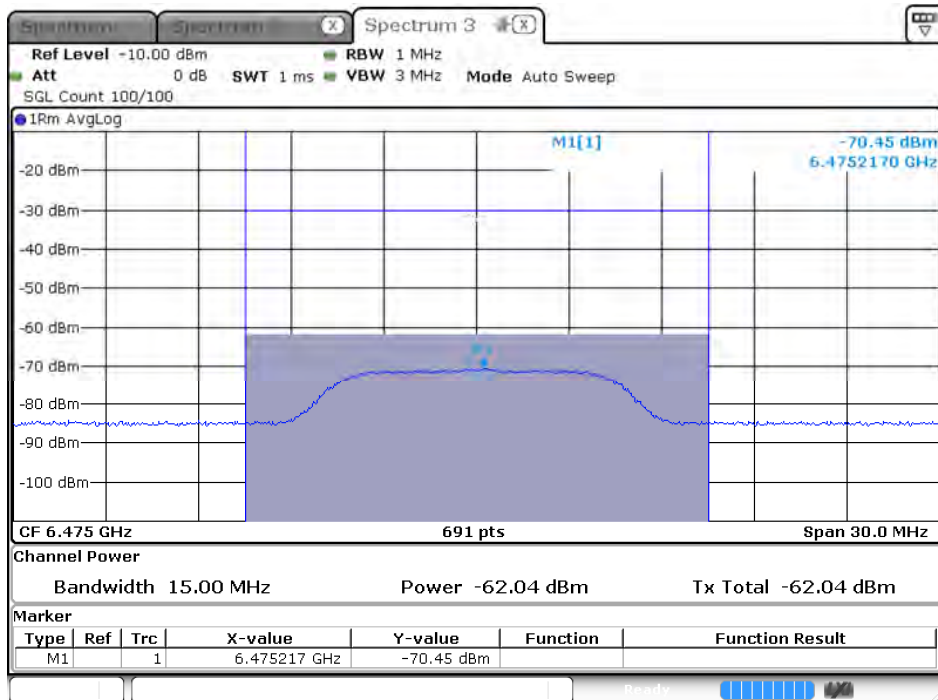 Spectrum 3
Ref Level -10.00 dBm RBW 1 MHz
Att 0 dB SWT 1 ms VBW 3 MHz Mode Auto Sweep
SGL Count 100/100
1Rm AvgLog
M1[1] -70.45 dBm
6.4752170 GHz
-20 dBm
-30 dBm
-40 dBm
-50 dBm
-60 dBm
-70 dBm
-80 dBm
-90 dBm
-100 dBm
CF 6.475 GHz 691 pts Span 30.0 MHz
Channel Power
Bandwidth 15.00 MHz Power -62.04 dBm Tx Total -62.04 dBm
Marker
Type Ref Trc X-value Y-value Function Function Result
M1 1 6.475217 GHz -70.45 dBm
Ready